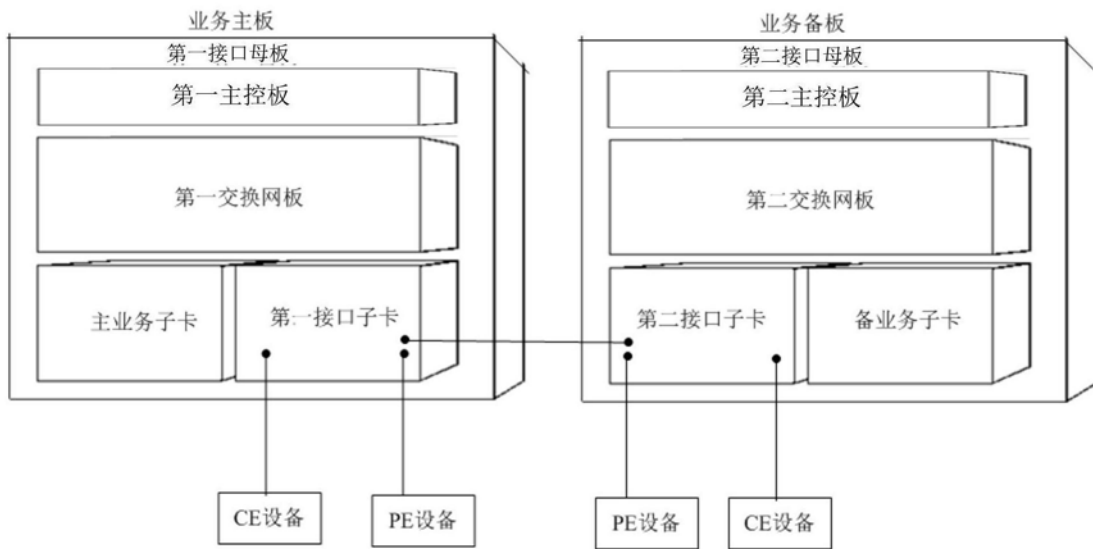 业务主板
业务备板
第一接口母板
第二接口母板
第一主控板
第二主控板
第一交换网板
第二交换网板
主业务子卡
第一接口子卡
第二接口子卡
备业务子卡
CE设备
PE设备
PE设备
CE设备